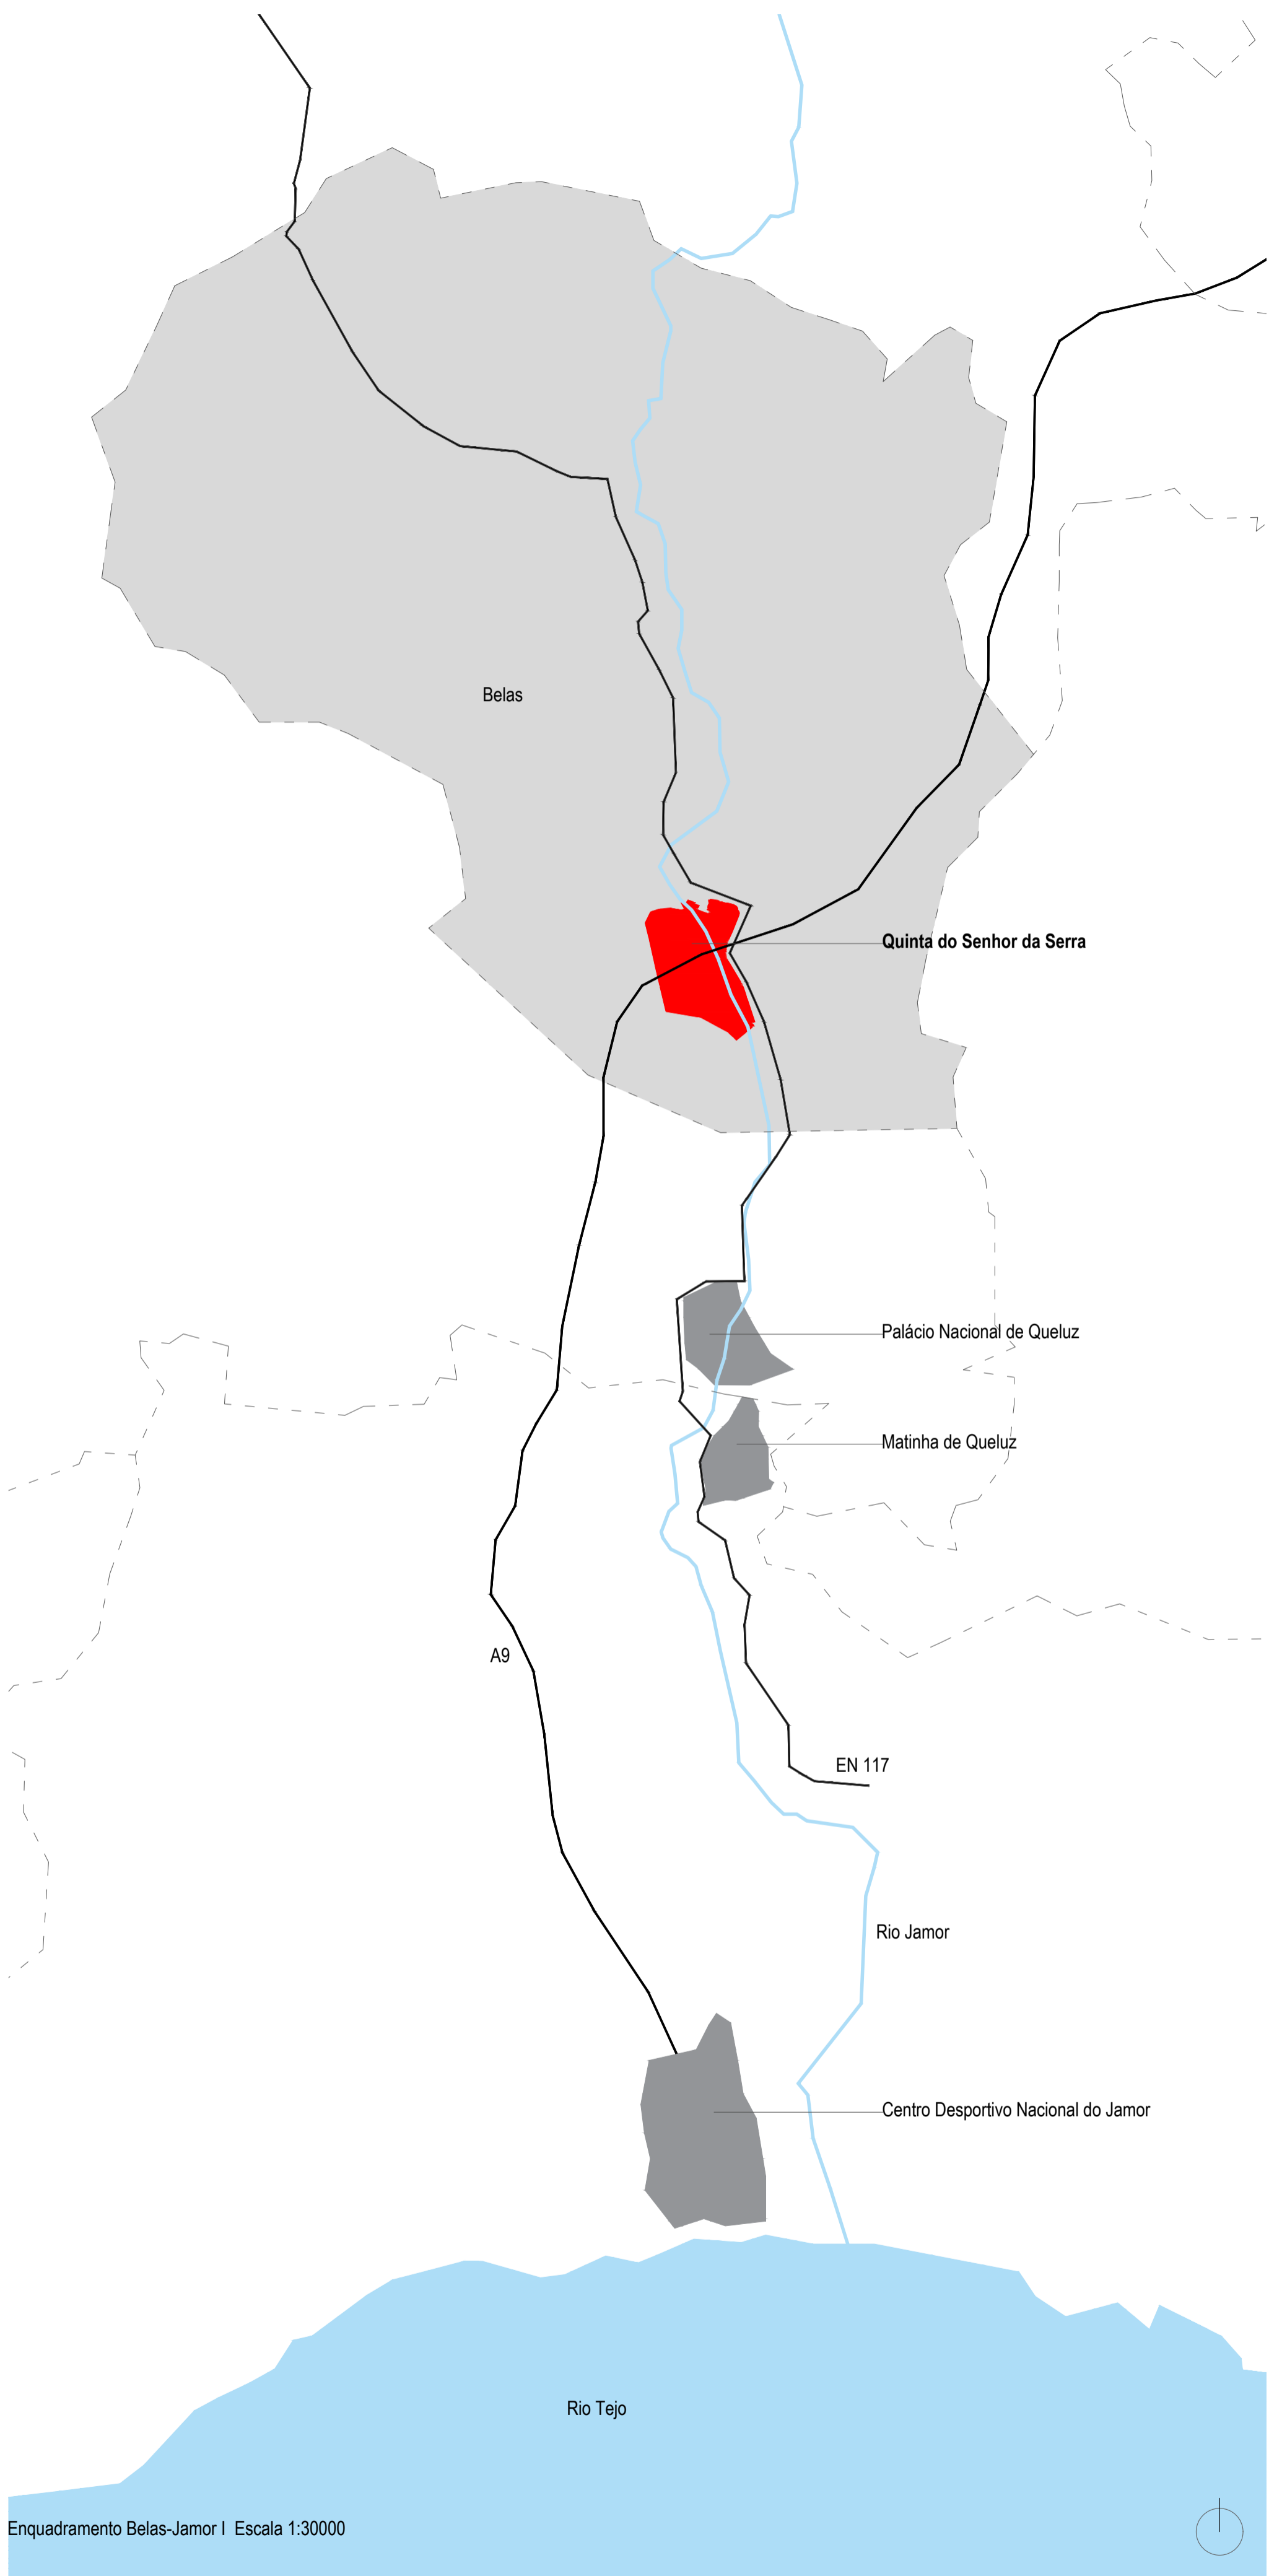 Belas
Quinta do Senhor da Serra
Palácio Nacional de Queluz
Matinha de Queluz
A9
EN 117
Rio Jamor
Centro Desportivo Nacional do Jamor
Rio Tejo
Enquadramento Belas-Jamor I Escala 1:30000